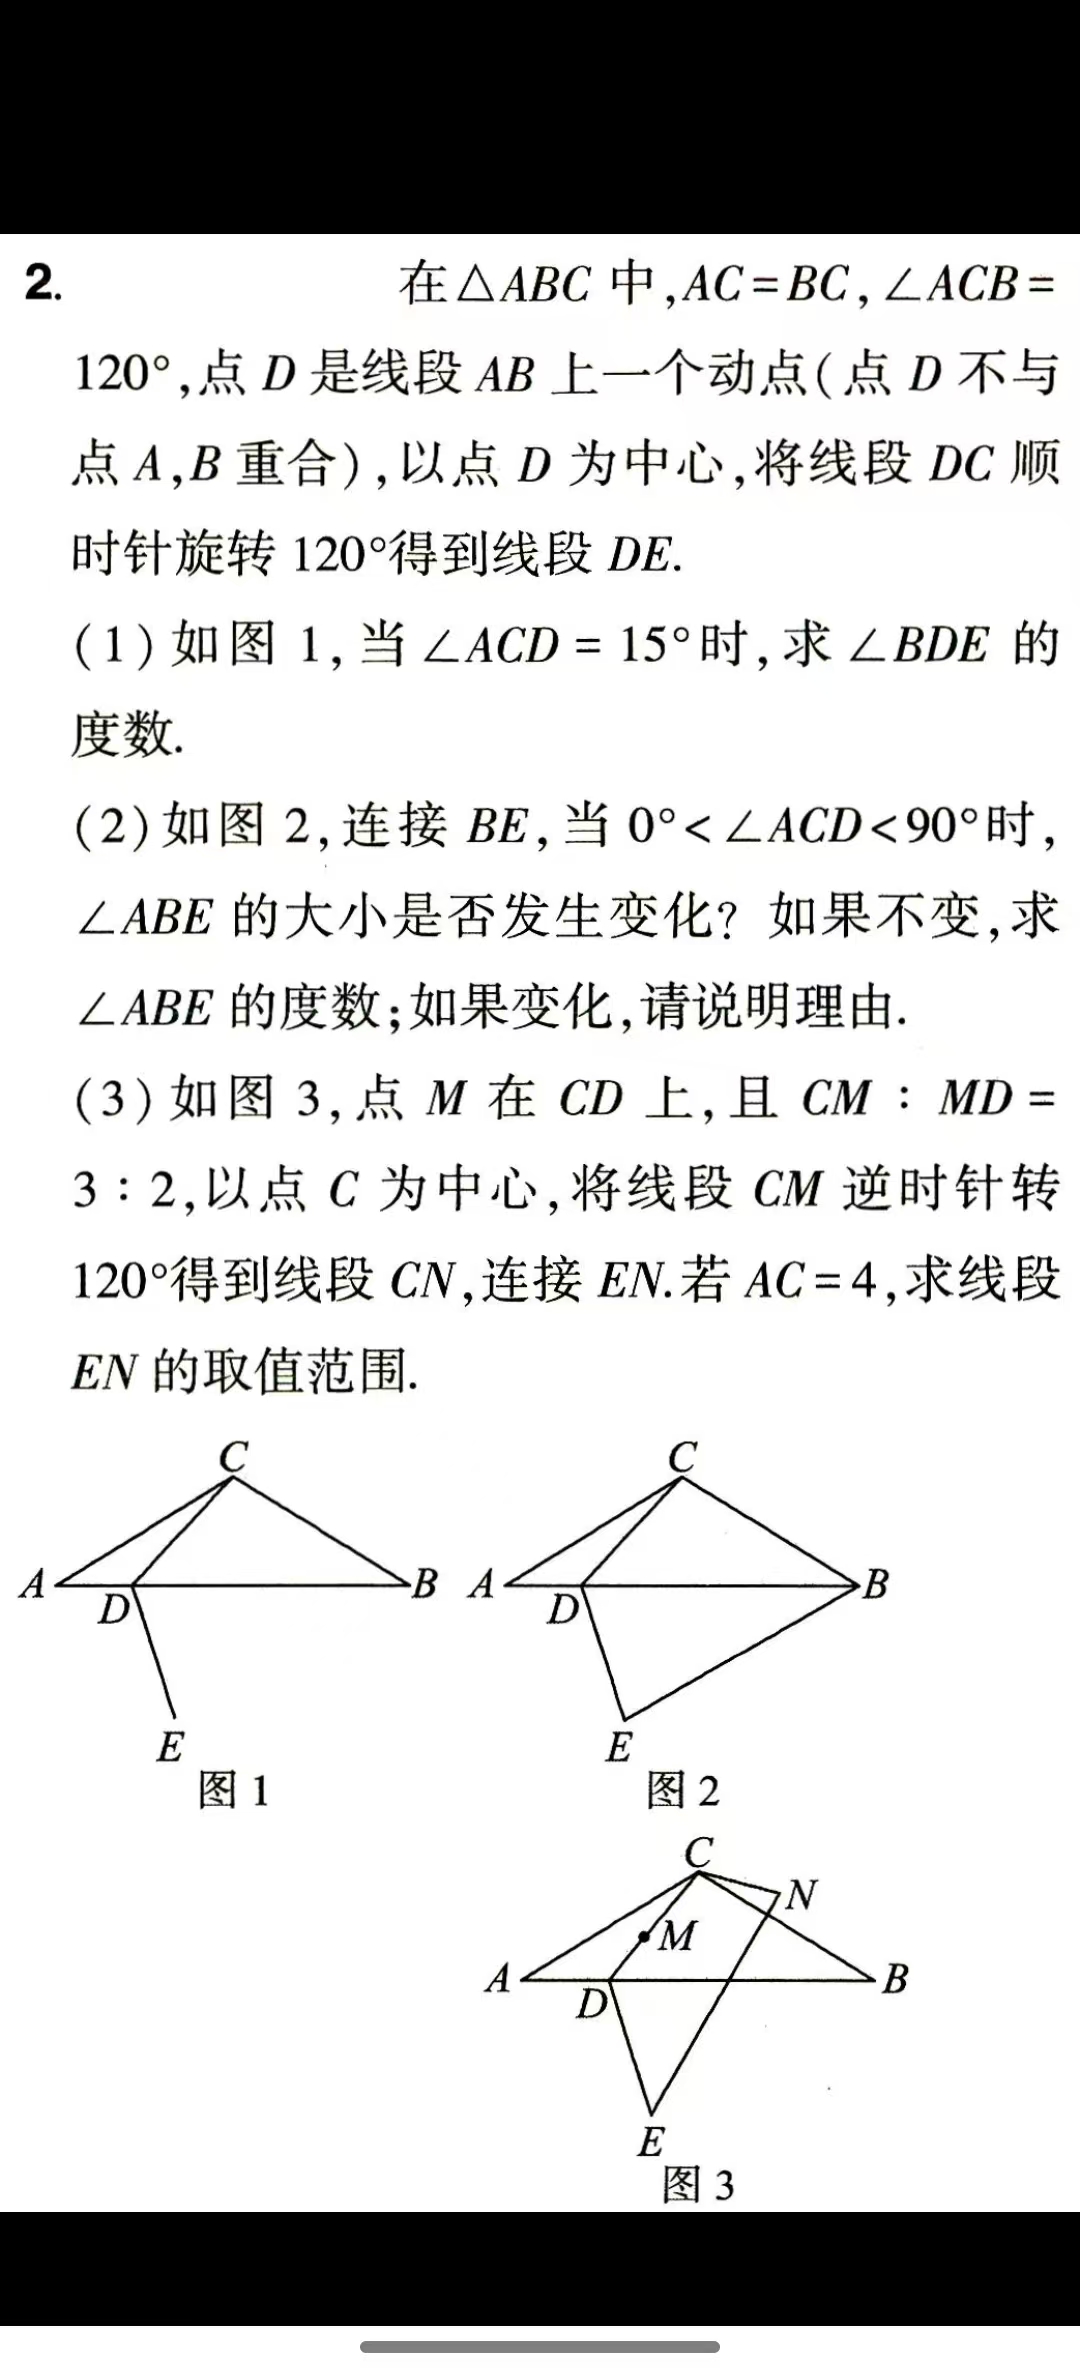 2. 在△ABC 中,AC=BC,∠ACB=
120°,点 D 是线段 AB 上一个动点(点 D 不与
点 A,B 重合),以点 D 为中心,将线段 DC 顺
时针旋转 120°得到线段 DE.
(1)如图 1,当∠ACD=15°时,求∠BDE 的
度数.
(2)如图 2,连接 BE,当 0°<∠ACD<90°时,
∠ABE 的大小是否发生变化?如果不变,求
∠ABE 的度数;如果变化,请说明理由.
(3)如图 3,点 M 在 CD 上,且 CM:MD=
3:2,以点 C 为中心,将线段 CM 逆时针转
120°得到线段 CN,连接 EN.若 AC=4,求线段
EN 的取值范围.
C
A
D
B
E
图 1
C
A
D
B
E
图 2
C
N
M
A
D
B
E
图 3